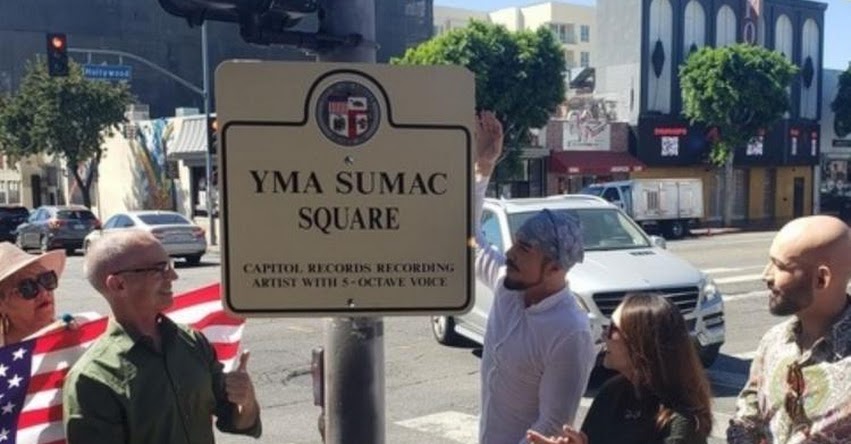 Hollywood
YMA SUMAC
SQUARE
CAPITOL RECORDS RECORDING
ARTIST WITH 5-OCTAVE VOICE